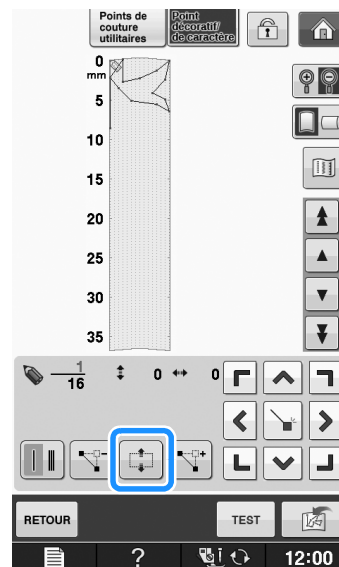 Points de
couture
utilitaires
Point
décoratif/
de caractère
0
mm
5
10
15
20
25
30
35
1
16
0
0
RETOUR
TEST
?
12:00